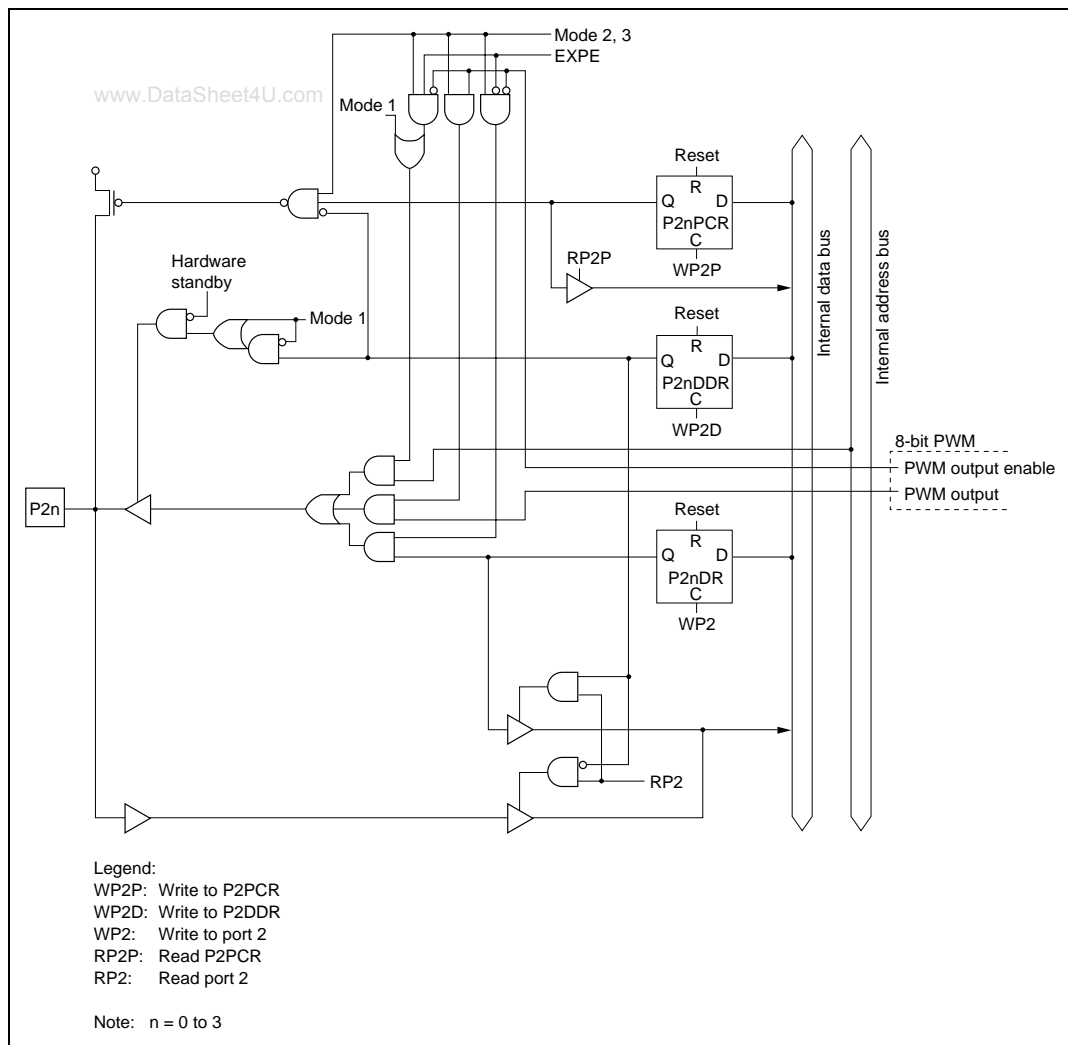 Mode 2, 3
EXPE
www.DataSheet4U.com
Mode 1
Reset
R
Q D
P2nPCR
C
WP2P
RP2P
Hardware
standby
Mode 1
Reset
R
Q D
P2nDDR
C
WP2D
Internal data bus
Internal address bus
8-bit PWM
PWM output enable
PWM output
P2n
Reset
R
Q D
P2nDR
C
WP2
RP2
Legend:
WP2P: Write to P2PCR
WP2D: Write to P2DDR
WP2: Write to port 2
RP2P: Read P2PCR
RP2: Read port 2
Note: n = 0 to 3